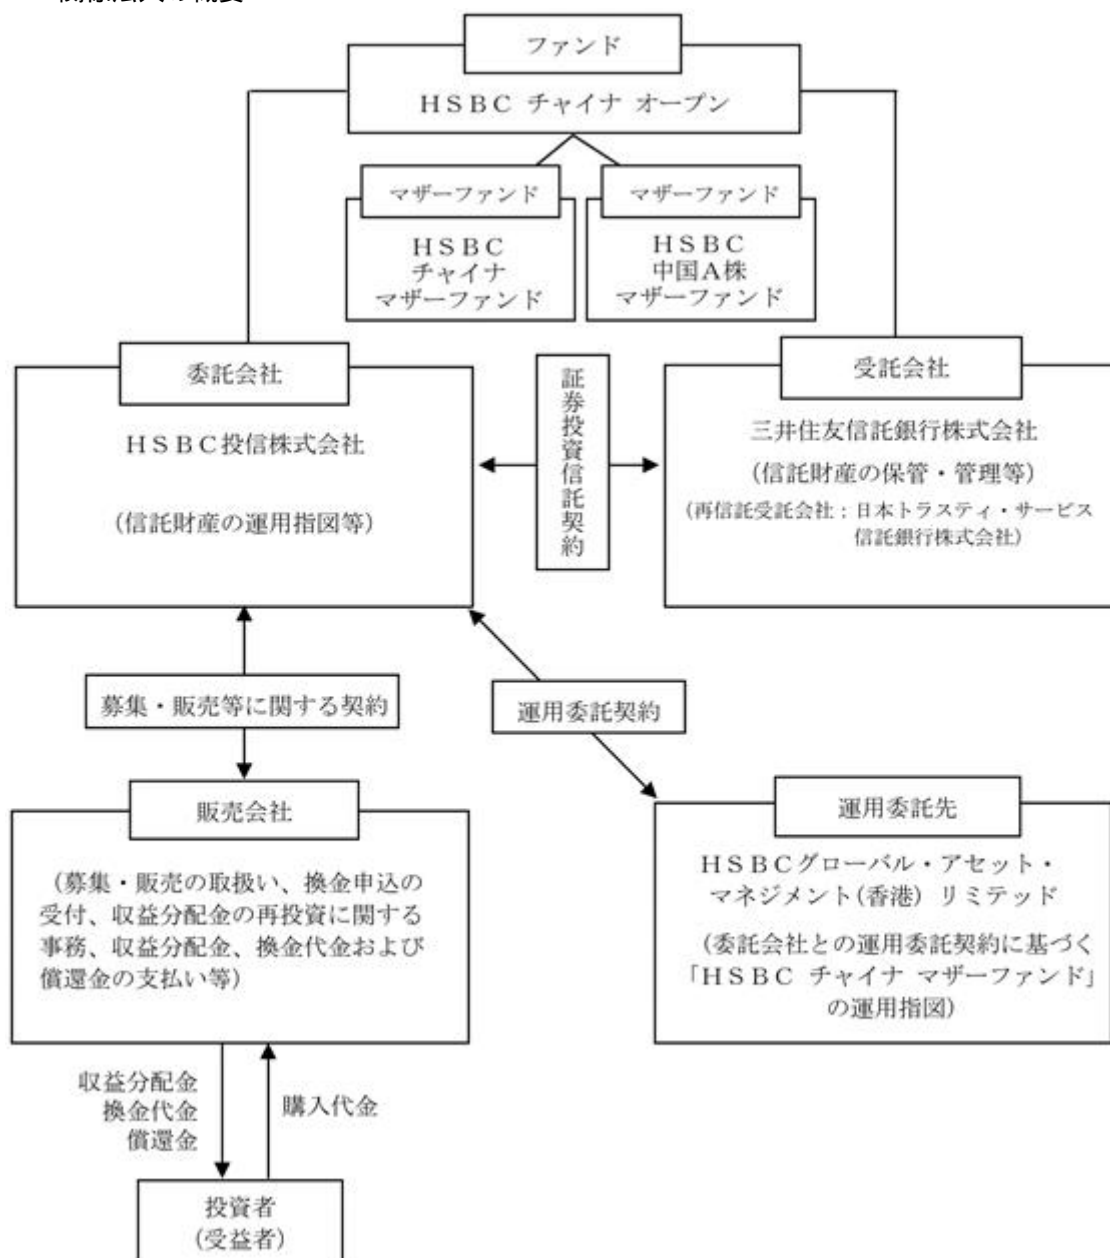 ファンド
ＨＳＢＣ チャイナ オープン
マザーファンド
ＨＳＢＣ
チャイナ
マザーファンド
マザーファンド
ＨＳＢＣ
中国Ａ株
マザーファンド
委託会社
ＨＳＢＣ投信株式会社
（信託財産の運用指図等）
証券投資信託契約
受託会社
三井住友信託銀行株式会社
（信託財産の保管・管理等）
（再信託受託会社：日本トラスティ・サービス
信託銀行株式会社）
募集・販売等に関する契約
運用委託契約
販売会社
（募集・販売の取扱い、換金申込の
受付、収益分配金の再投資に関する
事務、収益分配金、換金代金および
償還金の支払い等）
運用委託先
ＨＳＢＣグローバル・アセット・
マネジメント（香港）リミテッド
（委託会社との運用委託契約に基づく
「ＨＳＢＣ チャイナ マザーファンド」
の運用指図）
収益分配金
換金代金
償還金
購入代金
投資者
（受益者）